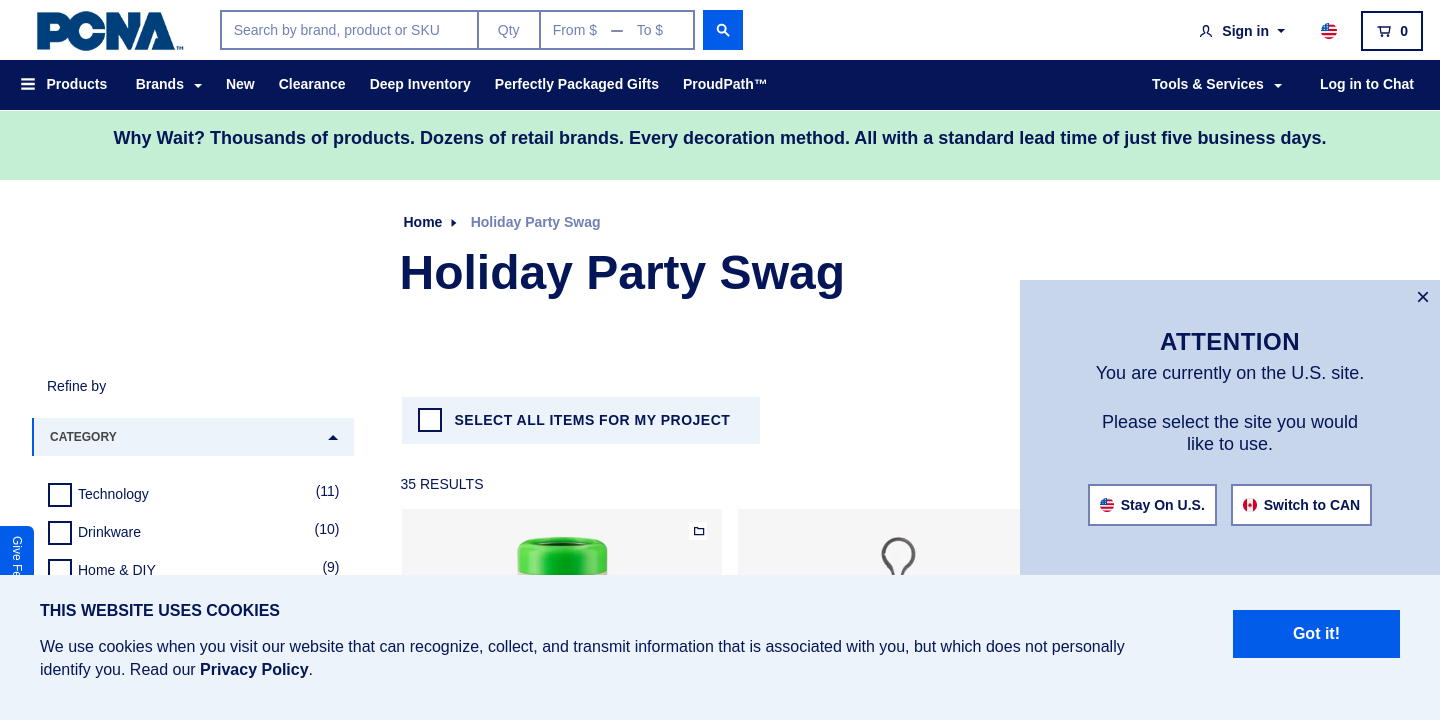 PCNA™
Search by brand, product or SKU
Qty
From $ — To $
Sign in
0
Products
Brands
New
Clearance
Deep Inventory
Perfectly Packaged Gifts
ProudPath™
Tools & Services
Log in to Chat
Why Wait? Thousands of products. Dozens of retail brands. Every decoration method. All with a standard lead time of just five business days.
Home
Holiday Party Swag
Holiday Party Swag
Refine by
CATEGORY
Technology (11)
Drinkware (10)
Home & DIY (9)
SELECT ALL ITEMS FOR MY PROJECT
35 RESULTS
ATTENTION
You are currently on the U.S. site.
Please select the site you would
like to use.
Stay On U.S.
Switch to CAN
Give
THIS WEBSITE USES COOKIES
We use cookies when you visit our website that can recognize, collect, and transmit information that is associated with you, but which does not personally
identify you. Read our Privacy Policy.
Got it!